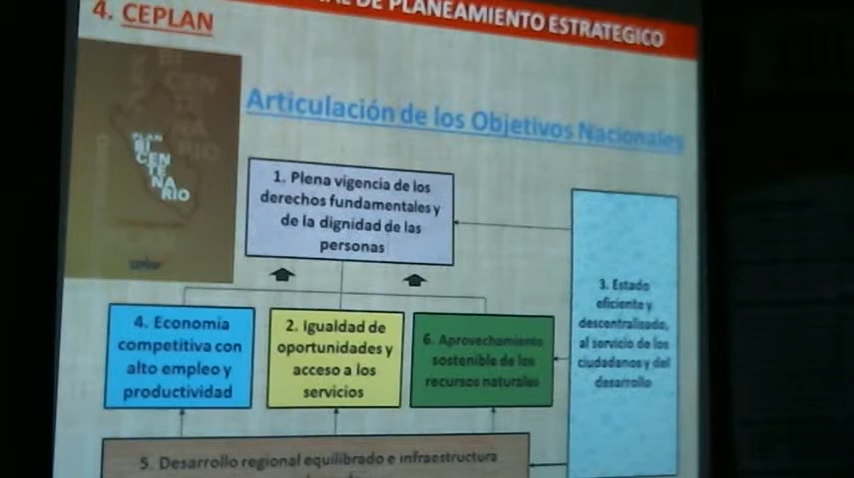 4. CEPLAN
DE PLANEAMIENTO ESTRATEGICO
PLAN
BI
CEN
TE
NA
RIO
Articulación de los Objetivos Nacionales
1. Plena vigencia de los
derechos fundamentales y
de la dignidad de las
personas
4. Economía
competitiva con
alto empleo y
productividad
2. Igualdad de
oportunidades y
acceso a los
servicios
6. Aprovechamiento
sostenible de los
recursos naturales
3. Estado
eficiente y
descentralizado,
al servicio de los
ciudadanos y del
desarrollo
5. Desarrollo regional equilibrado e infraestructura